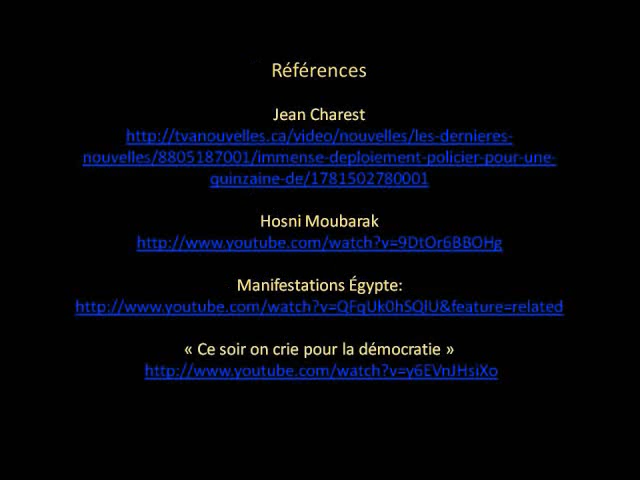 Références
Jean Charest
http://tvanouvelles.ca/video/nouvelles/les-dernieres-
nouvelles/8805187001/immense-deploiement-policier-pour-une-
quinzaine-de/1781502780001
Hosni Moubarak
http://www.youtube.com/watch?v=9DtOr6BBOHg
Manifestations Égypte:
http://www.youtube.com/watch?v=QFqUk0hSQlU&feature=related
« Ce soir on crie pour la démocratie »
http://www.youtube.com/watch?v=y6EVnJHsiXo